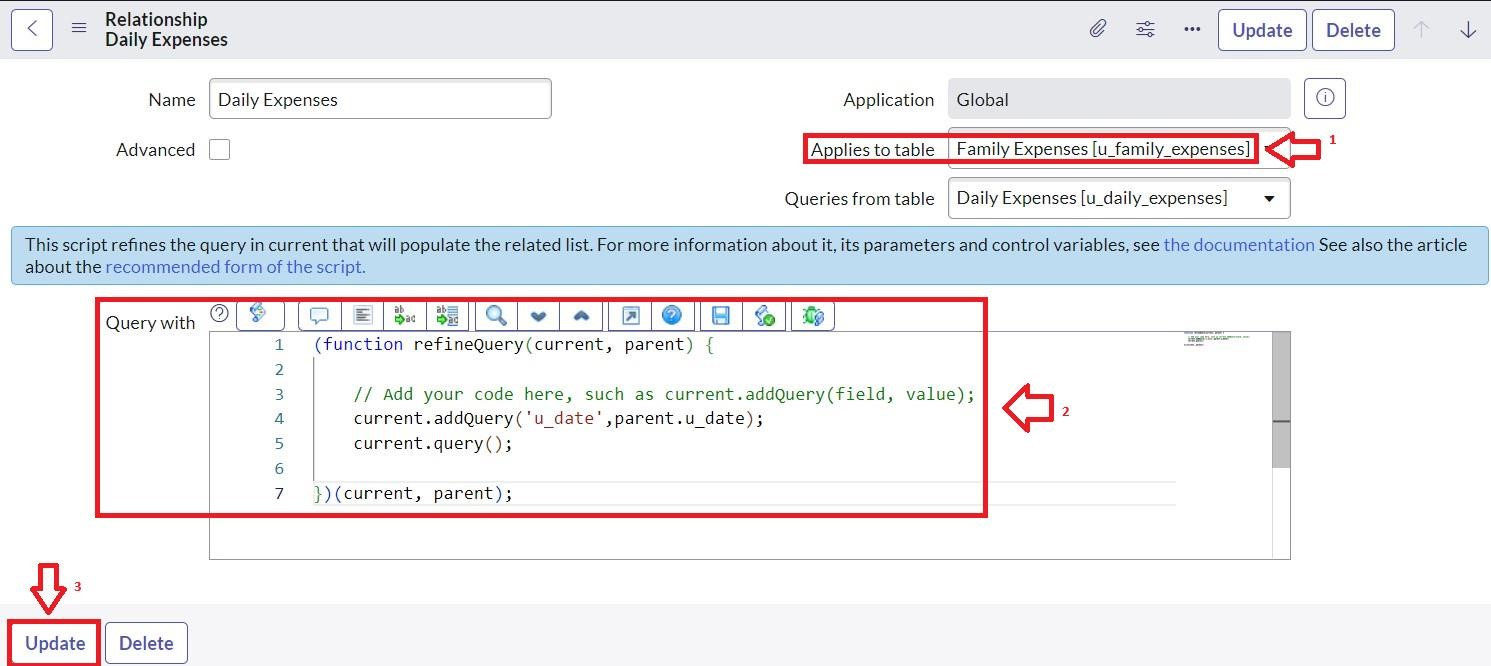 Relationship
Daily Expenses
Update
Delete
Name
Daily Expenses
Application
Global
Advanced
Applies to table
Family Expenses [u_family_expenses]
1
Queries from table
Daily Expenses [u_daily_expenses]
This script refines the query in current that will populate the related list. For more information about it, its parameters and control variables, see the documentation See also the article
about the recommended form of the script.
Query with
1 (function refineQuery(current, parent) {
2
3 // Add your code here, such as current.addQuery(field, value);
4 current.addQuery('u_date',parent.u_date);
5 current.query();
6
7 })(current, parent);
2
3
Update
Delete